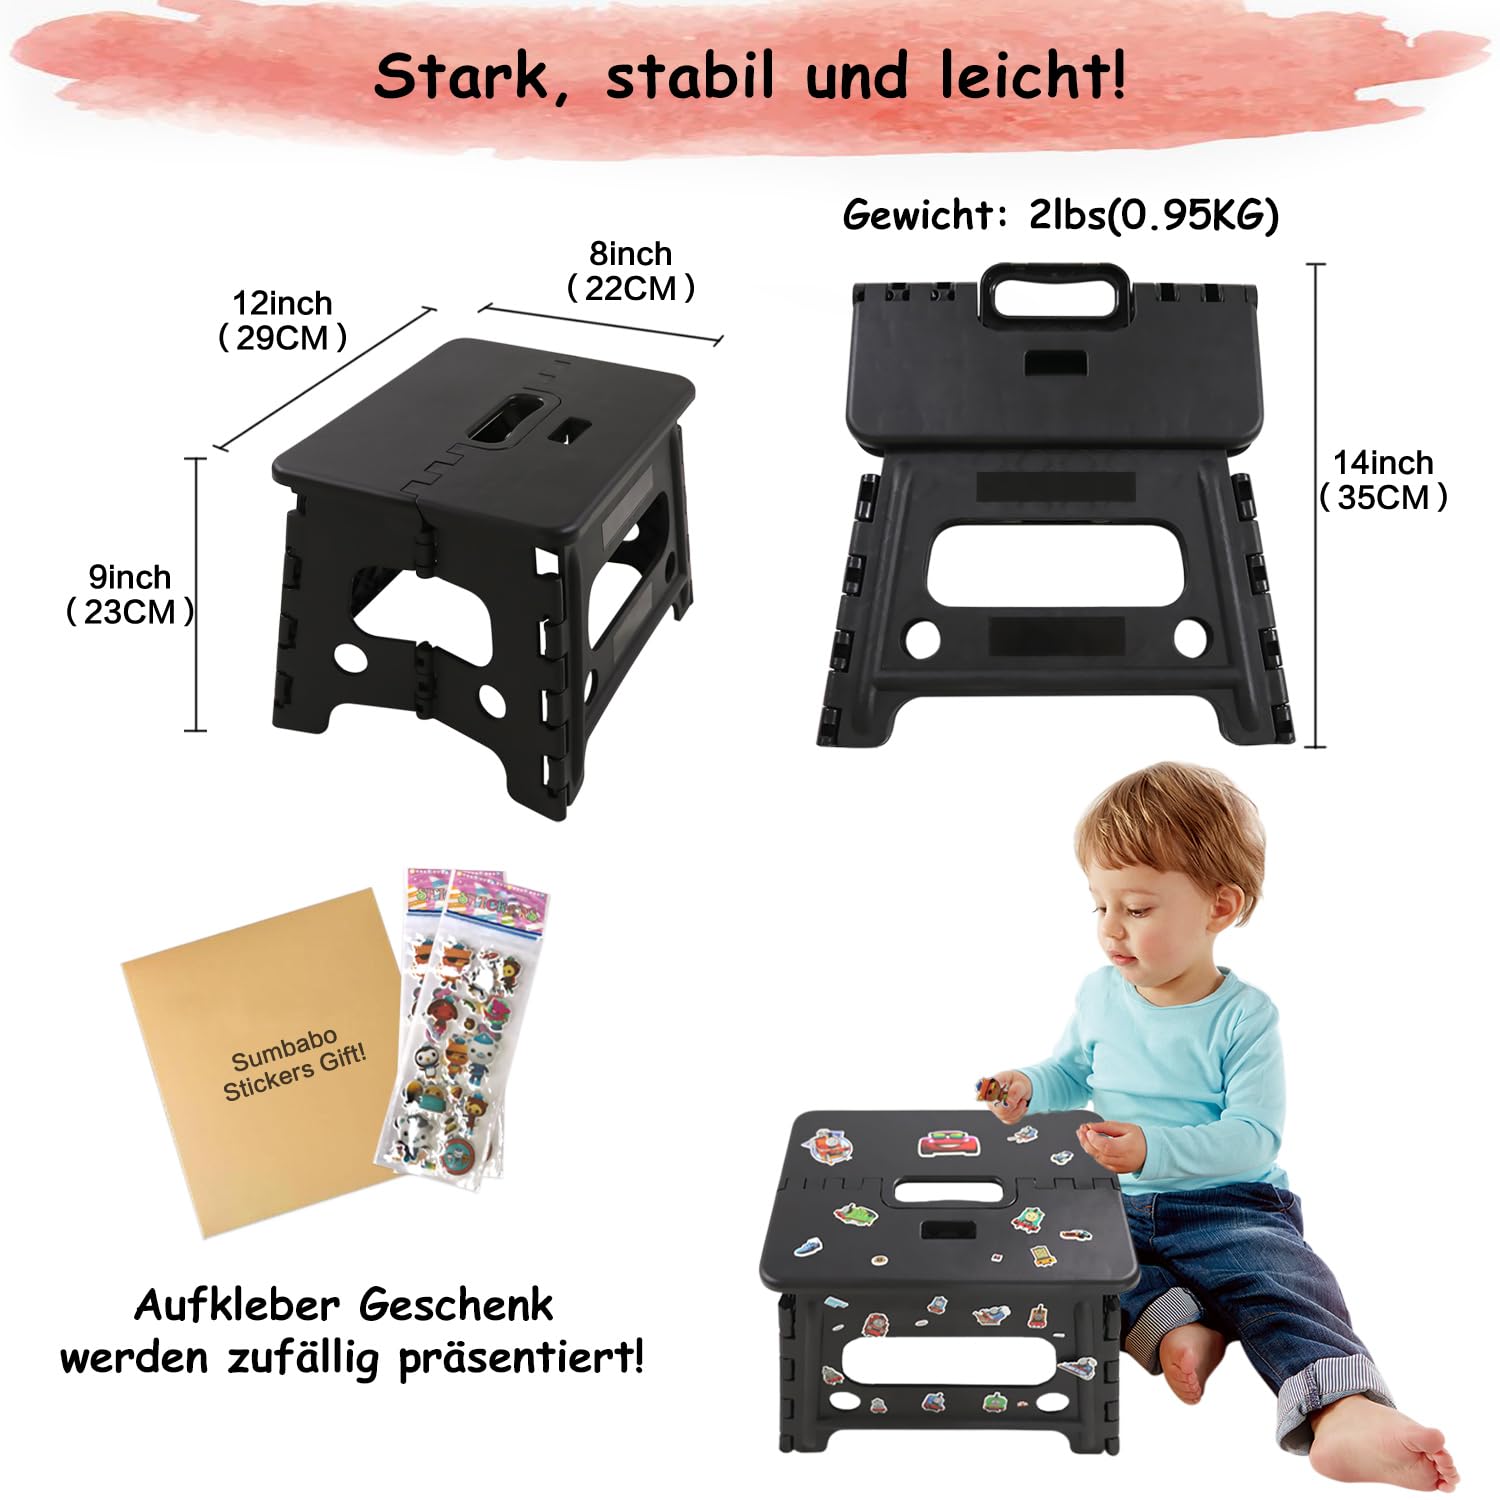 Stark, stabil und leicht!
Gewicht: 2lbs(0.95KG)
8inch
(22CM)
12inch
(29CM)
14inch
(35CM)
9inch
(23CM)
STICKERS
Sumbabo
Stickers Gift!
Aufkleber Geschenk
werden zufällig präsentiert!